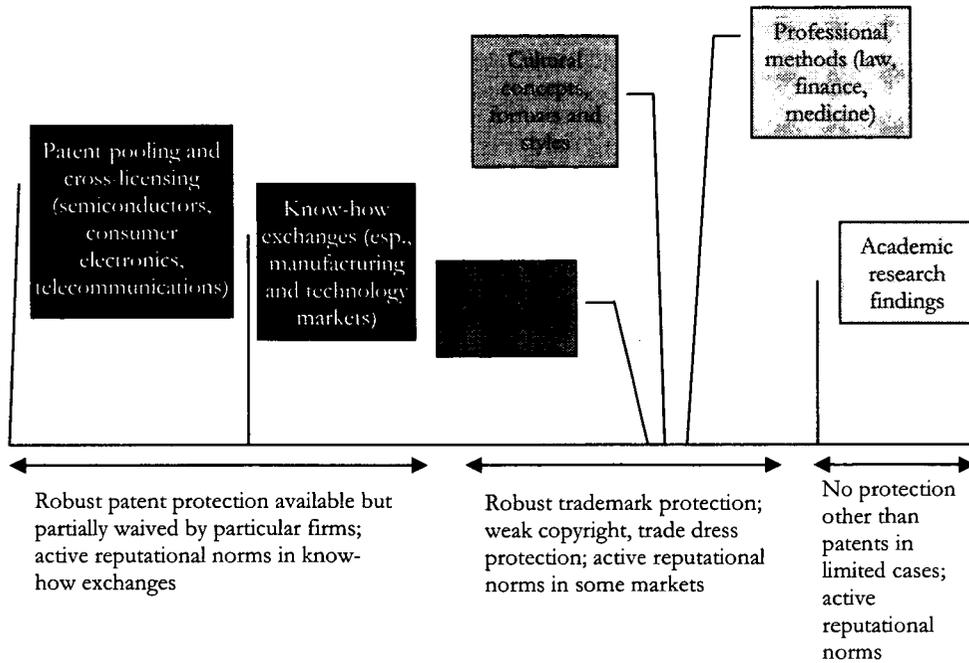 Cultural
concepts,
formats and
styles
Professional
methods (law,
finance,
medicine)
Patent pooling and
cross-licensing
(semiconductors,
consumer
electronics,
telecommunications)
Know-how
exchanges (esp.,
manufacturing
and technology
markets)
Academic
research
findings
Robust patent protection available but
partially waived by particular firms;
active reputational norms in know-
how exchanges
Robust trademark protection;
weak copyright, trade dress
protection; active reputational
norms in some markets
No protection
other than
patents in
limited cases;
active
reputational
norms